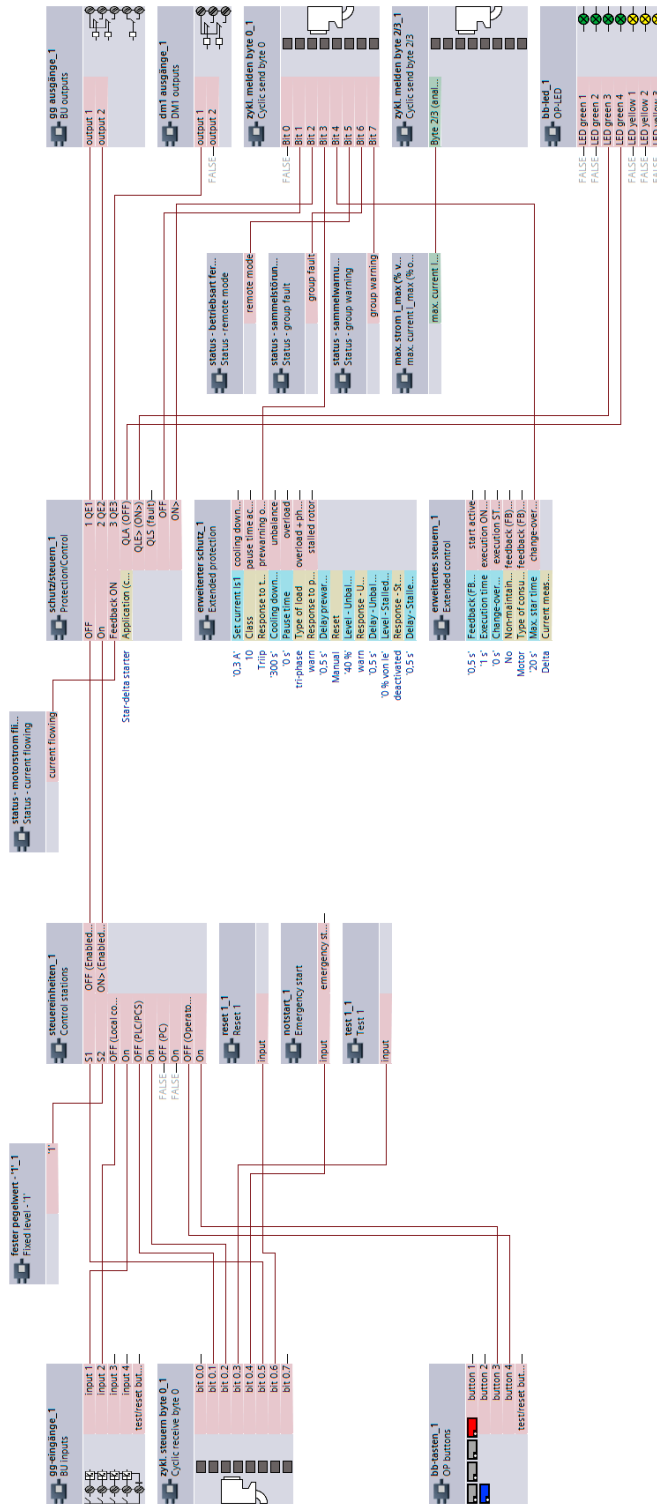 gg-eingänge_1
BU inputs
input 1
input 2
input 3
input 4
test/reset but...
zykl. steuern byte 0_1
Cyclic receive byte 0
bit 0.0
bit 0.1
bit 0.2
bit 0.3
bit 0.4
bit 0.5
bit 0.6
bit 0.7
bb-tasten_1
OP buttons
button 1
button 2
button 3
button 4
test/reset but...
fester pegelwert - '1'_1
Fixed level - '1'
'1'
steuereinheiten_1
Control stations
S1
OFF (Enabled...
S2
ON> (Enabled...
OFF (Local co...
On
OFF (PLC/PCS)
On
FALSE
OFF (PC)
FALSE
On
OFF (Operato...
On
reset 1_1
Reset 1
input
notstart_1
Emergency start
input
emergency st...
test 1_1
Test 1
input
status - motorstrom fli...
Status - current flowing
current flowing
schutz/steuern_1
Protection/Control
OFF
1 QE1
On
2 QE2
Feedback ON
3 QE3
Star-delta starter
Application (c...
QLA (OFF)
QLE> (ON>)
QLS (fault)
OFF
ON>
erweiterter schutz_1
Extended protection
'0,3 A'
Set current Is1
cooling down...
10
Class
pause time ac...
Triip
Response to t...
prewarning o...
'300 s'
Cooling down...
unbalance
'0 s'
Pause time
overload
tri-phase
Type of load
overload + ph...
warn
Response to p...
stalled rotor
'0,5 s'
Delay prewar...
Manual
Reset
'40 %'
Level - Unbal...
warn
Response - U...
'0,5 s'
Delay - Unbal...
'0 % von Ie'
Level - Stalled
deactivated
Response - St...
'0,5 s'
Delay - Stalle...
erweitertes steuern_1
Extended control
'0,5 s'
Feedback (FB...
start active
'1 s'
Execution time
execution ON...
'0 s'
Change-over...
execution ST...
No
Non-maintain...
feedback (FB)...
Motor
Type of consu...
feedback (FB)...
'20 s'
Max. star time
change-over...
Delta
Current meas...
status - betriebsart fer...
Status - remote mode
remote mode
status - sammelstörun...
Status - group fault
group fault
status - sammelwarnu...
Status - group warning
group warning
max. strom i_max (% v...
max. current I_max (% o...
max. current I...
gg ausgänge_1
BU outputs
output 1
output 2
dm1 ausgänge_1
DM1 outputs
output 1
FALSE
output 2
zykl. melden byte 0_1
Cyclic send byte 0
FALSE
Bit 0
Bit 1
Bit 2
Bit 3
Bit 4
Bit 5
Bit 6
Bit 7
zykl. melden byte 2/3_1
Cyclic send byte 2/3
Byte 2/3 (anal...
bb-led_1
OP-LED
FALSE
LED green 1
FALSE
LED green 2
LED green 3
LED green 4
FALSE
LED yellow 1
FALSE
LED yellow 2
FALSE
LED yellow 3